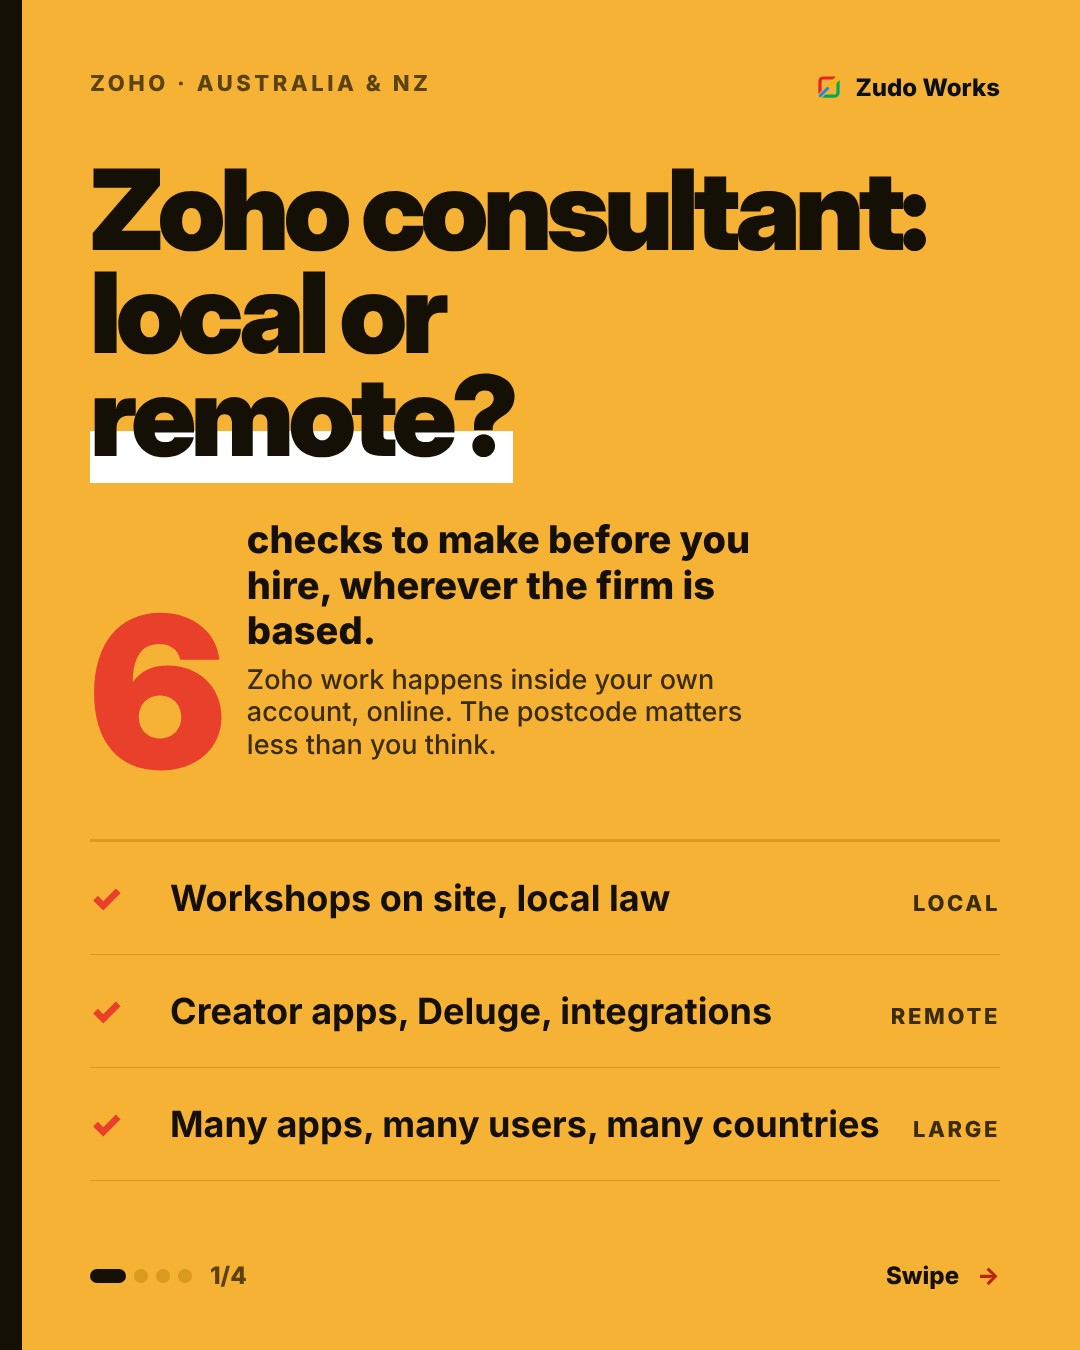 ZOHO · AUSTRALIA & NZ
Zudo Works
Zoho consultant:
local or
remote?
6
checks to make before you
hire, wherever the firm is
based.
Zoho work happens inside your own
account, online. The postcode matters
less than you think.
Workshops on site, local law
LOCAL
Creator apps, Deluge, integrations
REMOTE
Many apps, many users, many countries
LARGE
1/4
Swipe →